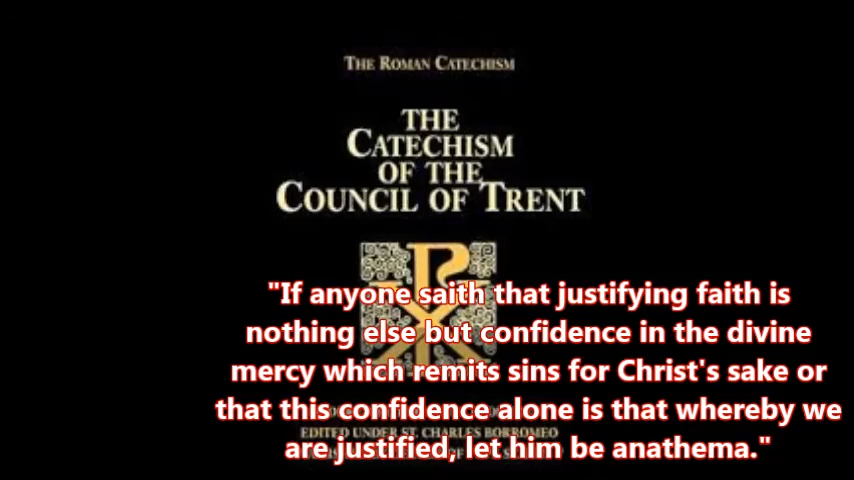 THE ROMAN CATECHISM
THE
CATECHISM
OF THE
COUNCIL OF TRENT
"If anyone saith that justifying faith is
nothing else but confidence in the divine
mercy which remits sins for Christ's sake or
that this confidence alone is that whereby we
EDITED UNDER ST. CHARLES BORROMEO
are justified, let him be anathema."